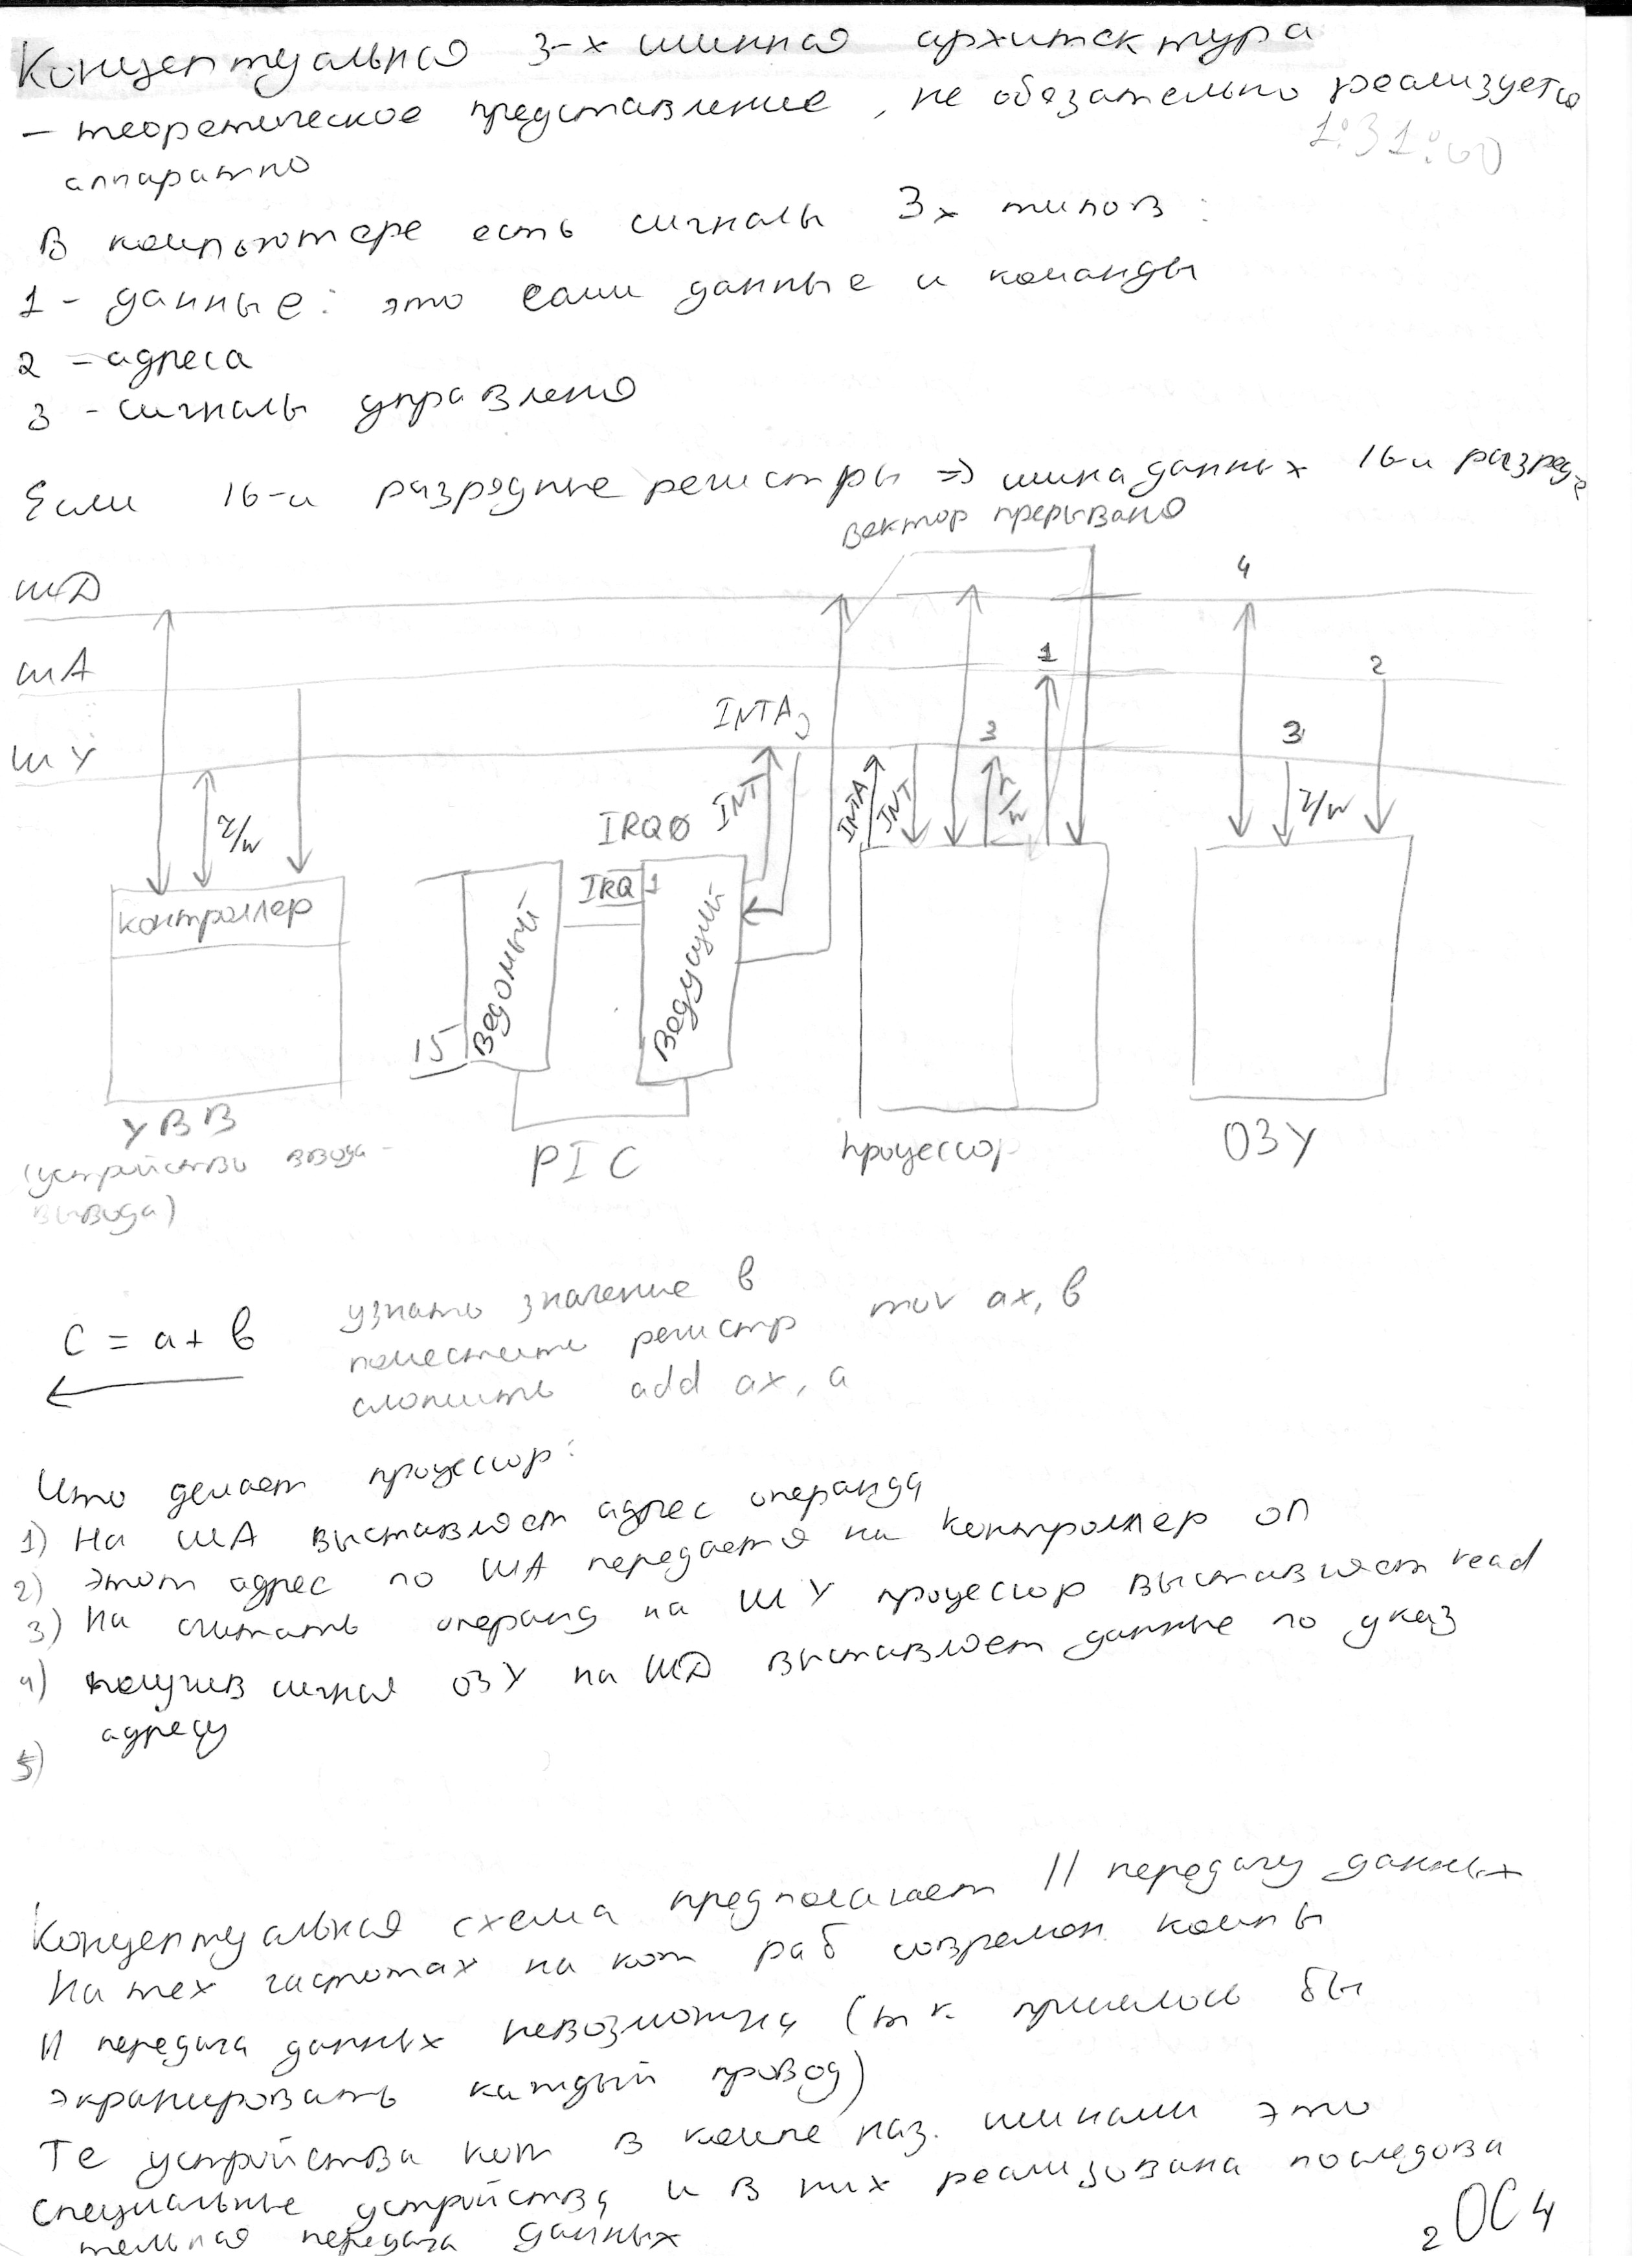 Концептуальная 3-х шинная архитектура
- теоретическое представление, не обязательно реализуется
1:31:60
аппаратно
В компьютере есть сигналы 3х типов:
1 - данные: это сами данные и команды
2 - адреса
3 - сигналы управления
Если 16-и разрядные регистры => шина данных 16-и разряд.
вектор прерывания
ШД
4
ША
1
2
INTA
ШУ
3
3
INT
INTA
INT
r/w
r/w
r/w
IRQ0
IRQ 1
контроллер
Ведомый
Ведущий
15
УВВ
(устройство ввода-
вывода)
PIC
процессор
ОЗУ
узнать значение b
c = a + b
поместить регистр mov ax, b
сложить add ax, a
Что делает процессор:
1) На ША выставляет адрес операнда
2) Этот адрес по ША передается на контроллер ОП
3) На считать операнд на ШУ процессор выставляет read
4) получив сигнал ОЗУ на ШД выставляет данные по указ
адресу
5)
Концептуальная схема предполагает || передачу данных
На тех частотах на кот раб современ. компы
|| передача данных невозможна (т к. пришлось бы
экранировать каждый провод)
Те устройства кот в компе наз. шинами это
специальные устройства и в них реализована последова
тельная передача данных
2 ОС 4